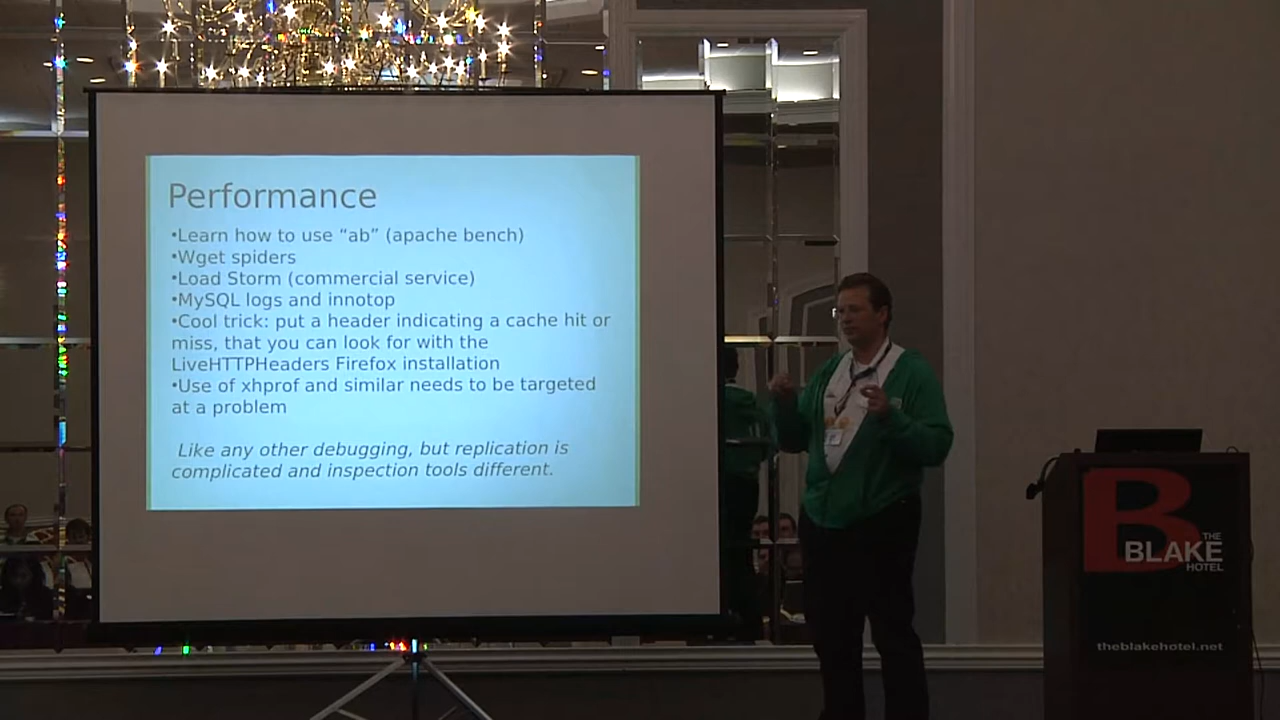 Performance
•Learn how to use “ab” (apache bench)
•Wget spiders
•Load Storm (commercial service)
•MySQL logs and innotop
•Cool trick: put a header indicating a cache hit or
miss, that you can look for with the
LiveHTTPHeaders Firefox installation
•Use of xhprof and similar needs to be targeted
at a problem
Like any other debugging, but replication is
complicated and inspection tools different.
B
THE
BLAKE
HOTEL
theblakehotel.net